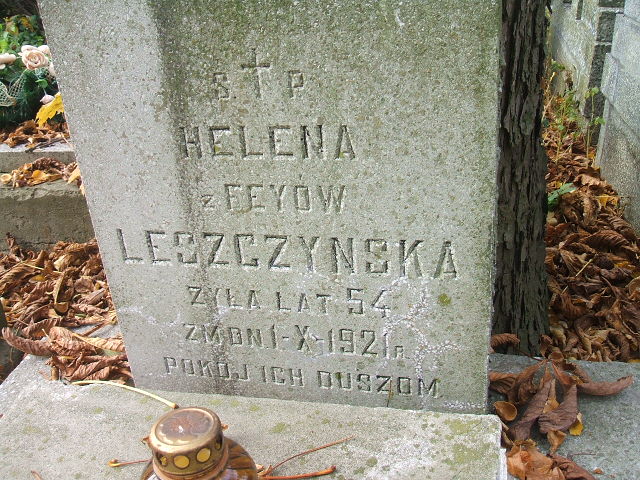 S. † P.
HELENA
z FEYÓW
LESZCZYŃSKA
ŻYŁA LAT 54.
ZM. DN. 1-X-1921 R.
POKÓJ ICH DUSZOM